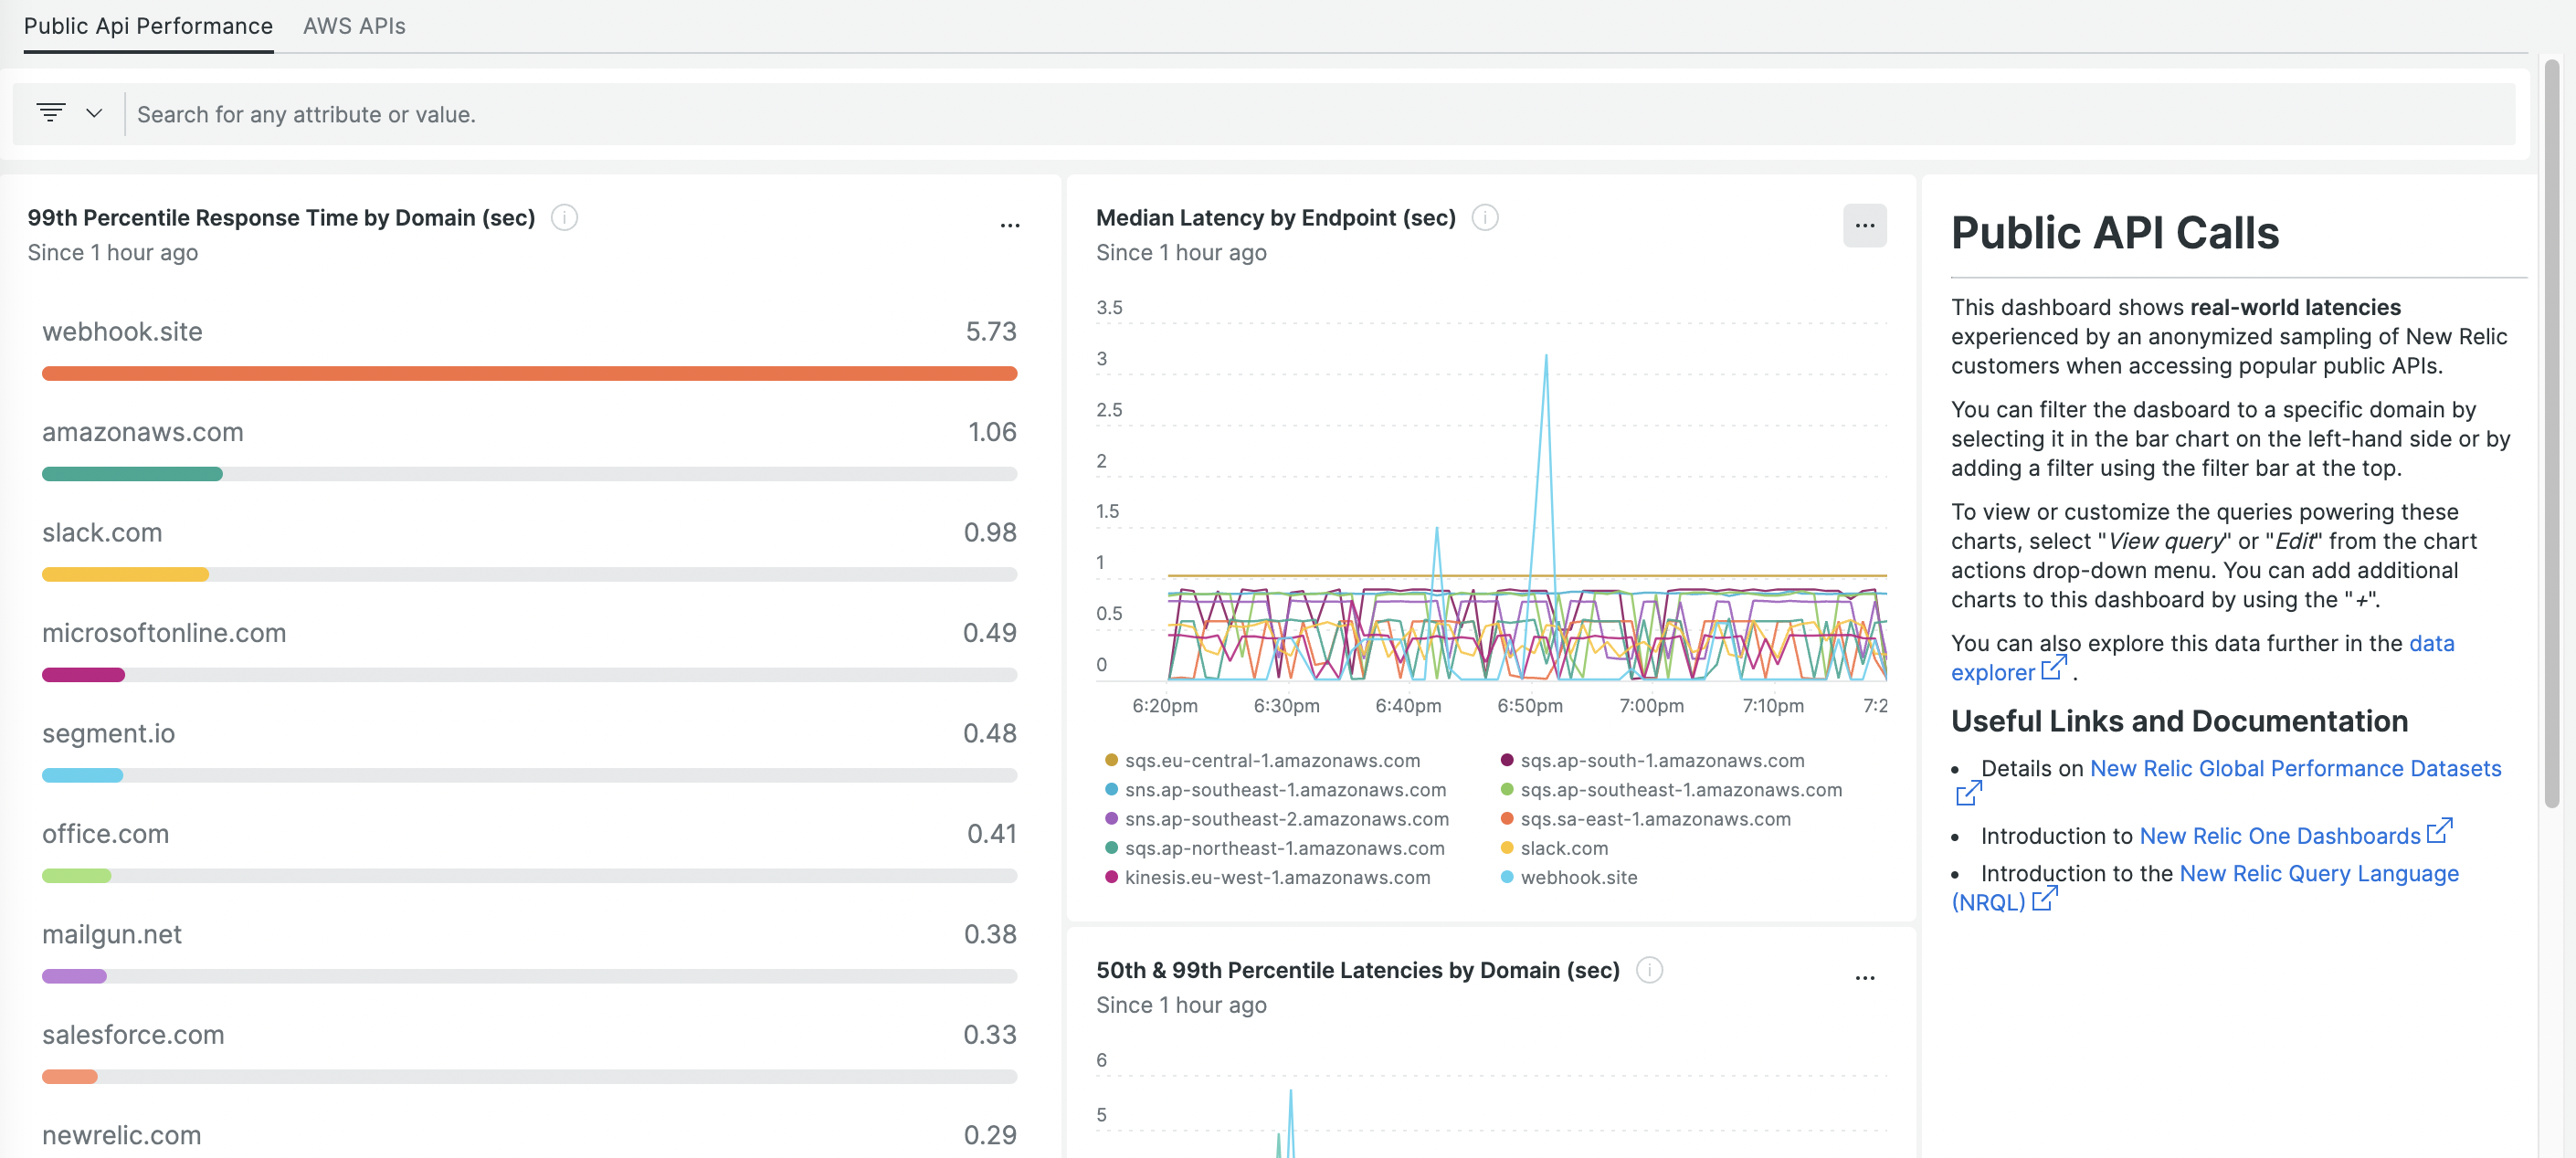 Public Api Performance
AWS APIs
Search for any attribute or value.
99th Percentile Response Time by Domain (sec)
Since 1 hour ago
webhook.site 5.73
amazonaws.com 1.06
slack.com 0.98
microsoftonline.com 0.49
segment.io 0.48
office.com 0.41
mailgun.net 0.38
salesforce.com 0.33
newrelic.com 0.29
Median Latency by Endpoint (sec)
Since 1 hour ago
3.5
3
2.5
2
1.5
1
0.5
0
6:20pm 6:30pm 6:40pm 6:50pm 7:00pm 7:10pm 7:2
sqs.eu-central-1.amazonaws.com sqs.ap-south-1.amazonaws.com
sns.ap-southeast-1.amazonaws.com sqs.ap-southeast-1.amazonaws.com
sns.ap-southeast-2.amazonaws.com sqs.sa-east-1.amazonaws.com
sqs.ap-northeast-1.amazonaws.com slack.com
kinesis.eu-west-1.amazonaws.com webhook.site
50th & 99th Percentile Latencies by Domain (sec)
Since 1 hour ago
6
5
Public API Calls
This dashboard shows real-world latencies
experienced by an anonymized sampling of New Relic
customers when accessing popular public APIs.
You can filter the dasboard to a specific domain by
selecting it in the bar chart on the left-hand side or by
adding a filter using the filter bar at the top.
To view or customize the queries powering these
charts, select "View query" or "Edit" from the chart
actions drop-down menu. You can add additional
charts to this dashboard by using the "+".
You can also explore this data further in the data
explorer .
Useful Links and Documentation
• Details on New Relic Global Performance Datasets
• Introduction to New Relic One Dashboards
• Introduction to the New Relic Query Language
(NRQL)